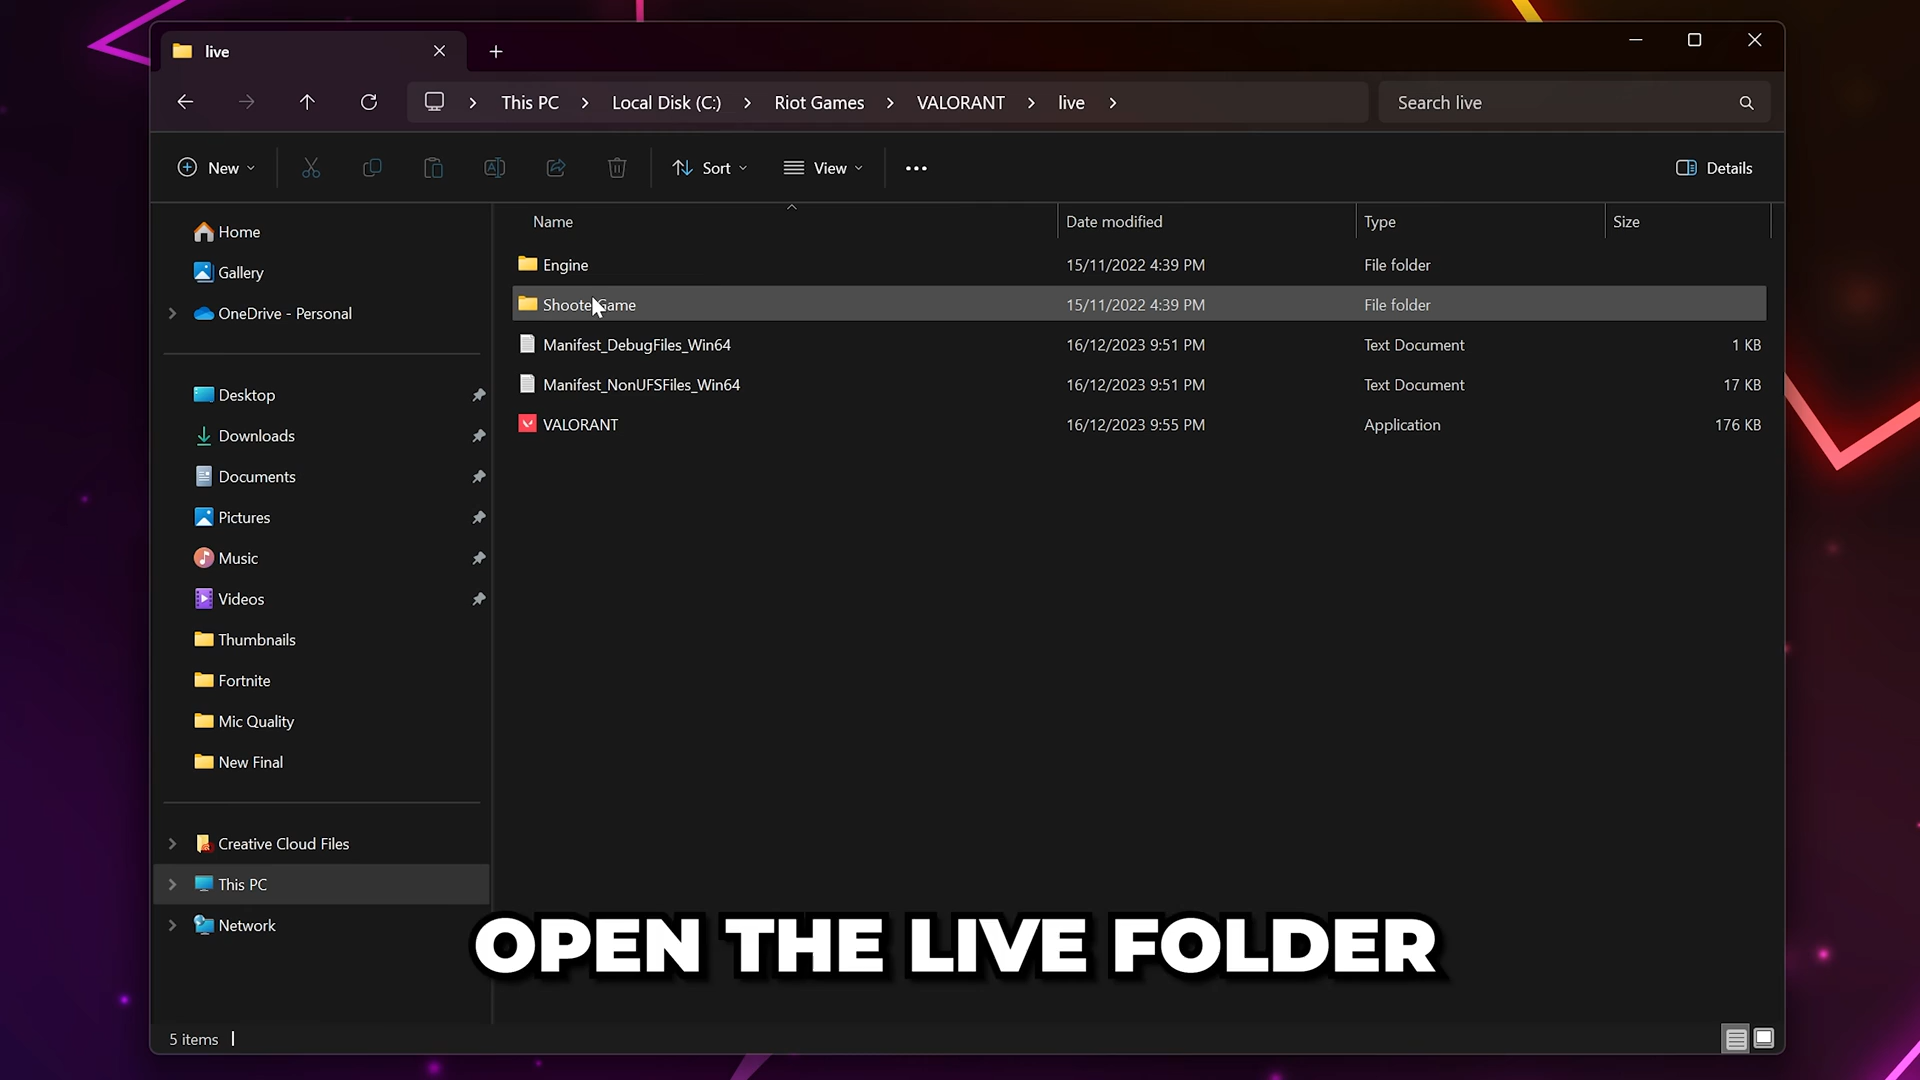 live
This PC
Local Disk (C:)
Riot Games
VALORANT
live
Search live
New
Sort
View
Details
Name
Date modified
Type
Size
Home
Gallery
OneDrive - Personal
Desktop
Downloads
Documents
Pictures
Music
Videos
Thumbnails
Fortnite
Mic Quality
New Final
Creative Cloud Files
This PC
Network
Engine 15/11/2022 4:39 PM File folder
ShooterGame 15/11/2022 4:39 PM File folder
Manifest_DebugFiles_Win64 16/12/2023 9:51 PM Text Document 1 KB
Manifest_NonUFSFiles_Win64 16/12/2023 9:51 PM Text Document 17 KB
VALORANT 16/12/2023 9:55 PM Application 176 KB
OPEN THE LIVE FOLDER
5 items